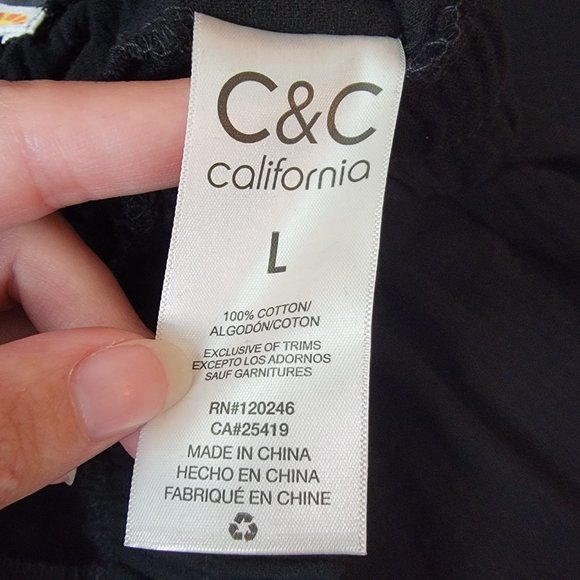 C&C
california
L
100% COTTON/
ALGODÓN/COTON
EXCLUSIVE OF TRIMS
EXCEPTO LOS ADORNOS
SAUF GARNITURES
RN#120246
CA#25419
MADE IN CHINA
HECHO EN CHINA
FABRIQUÉ EN CHINE